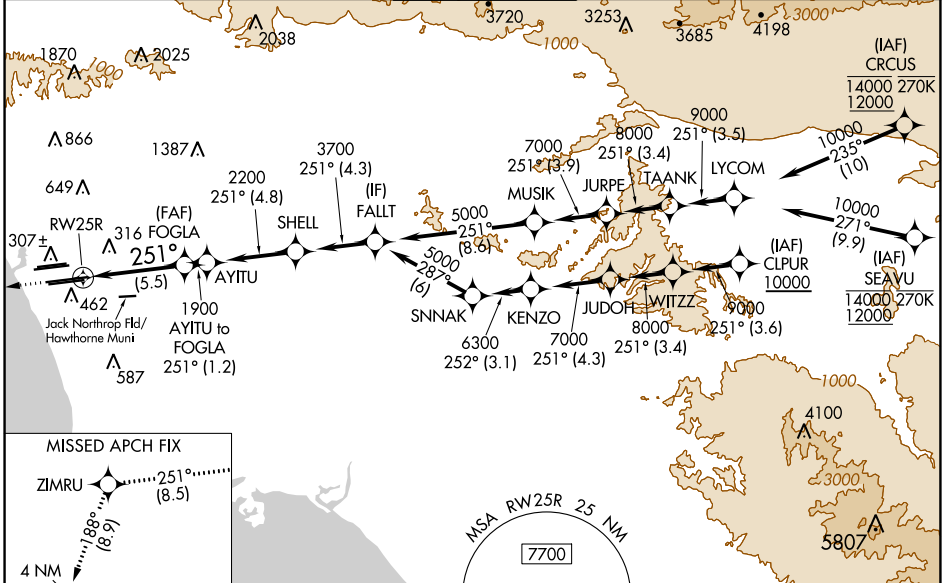 3720
3253
3000
2038
1000
3685
4198
1870
1000
2025
(IAF)
CRCUS
14000 270K
12000
866
1387
649
9000
251° (3.5)
8000
251° (3.4)
7000
251° (3.9)
10000
235°
(10)
3700
251° (4.3)
2200
251° (4.8)
LYCOM
TAANK
JURPE
MUSIK
(IF)
FALLT
SHELL
(FAF)
FOGLA
RW25R
307±
316
251°
(5.5)
AYITU
5000
251°
(8.6)
10000
271°
(9.9)
5000
287°
(6)
(IAF)
CLPUR
10000
(IAF)
SEAVU
14000 270K
12000
462
Jack Northrop Fld/
Hawthorne Muni
1900
AYITU to
FOGLA
251° (1.2)
587
SNNAK
KENZO
JUDOH
WITZZ
6300
252° (3.1)
7000
251° (4.3)
8000
251° (3.4)
9000
251° (3.6)
1000
4100
3000
5807
MISSED APCH FIX
ZIMRU
251°
(8.5)
188°
(8.9)
4 NM
MSA RW25R 25 NM
7700